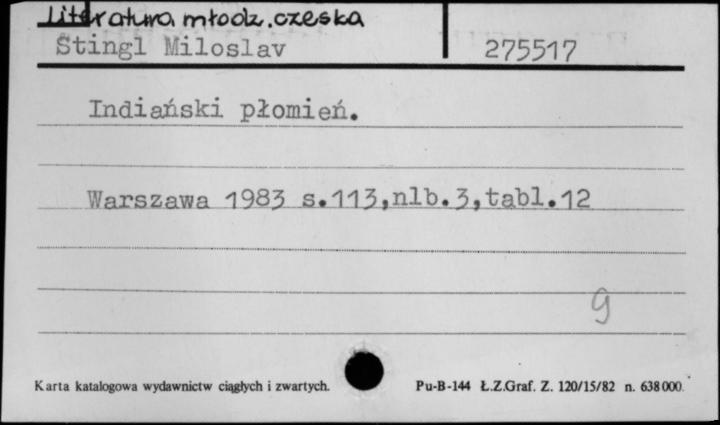 Literatura młodz. czeska
Stingl Miloslav 275517
Indiański płomień.
Warszawa 1983 s.113,nlb.3,tabl.12
g
Karta katalogowa wydawnictw ciągłych i zwartych. Pu-B-144 Ł.Z.Graf. Z. 120/15/82 n. 638000.